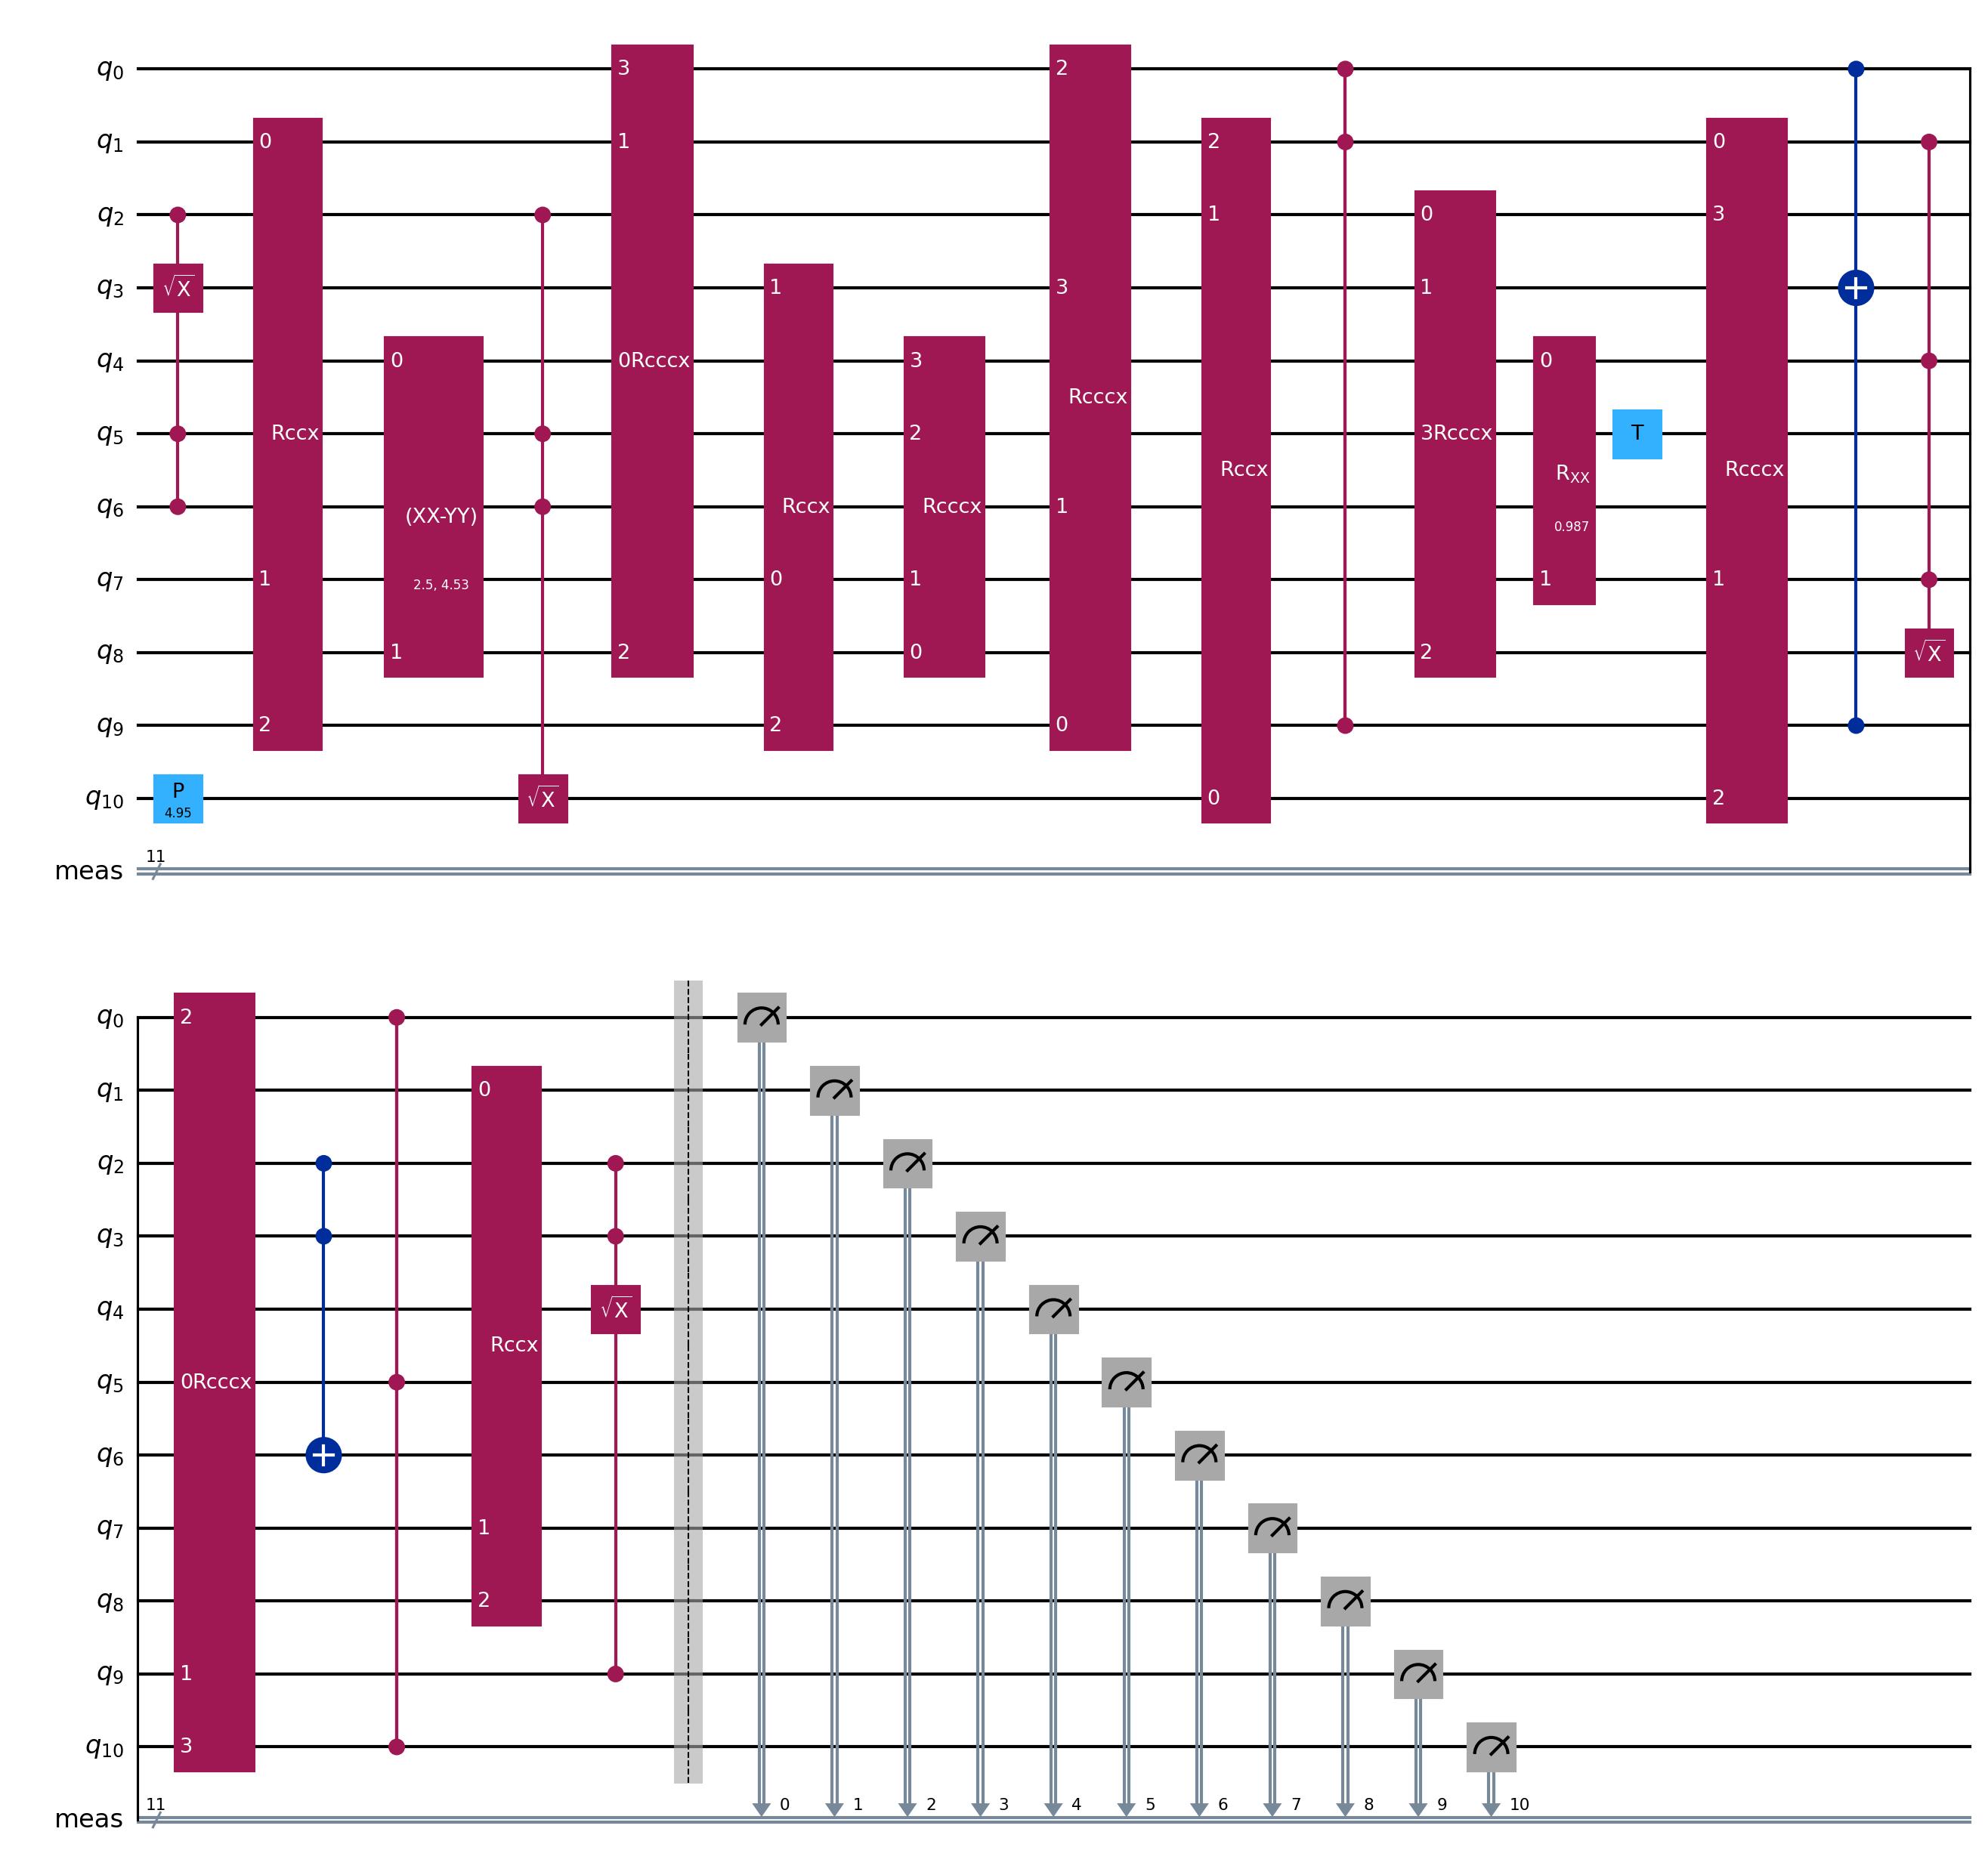 q0 3 2
q1 0 1 2 0
q2 1 0 3
q3 √X 1 3 1
q4 0 0Rcccx 3 Rcccx 0
q5 Rccx 2 3Rcccx T
q6 (XX-YY) Rccx Rcccx 1 Rccx RXX Rcccx
0.987
q7 1 2.5, 4.53 0 1 1 1
q8 1 2 0 2 √X
q9 2 2 0
q10 P √X 0 2
4.95
11
meas
q0 2
q1 0
q2
q3
q4 Rccx √X
q5 0Rcccx
q6
q7 1
q8 2
q9 1
q10 3
11 0 1 2 3 4 5 6 7 8 9 10
meas